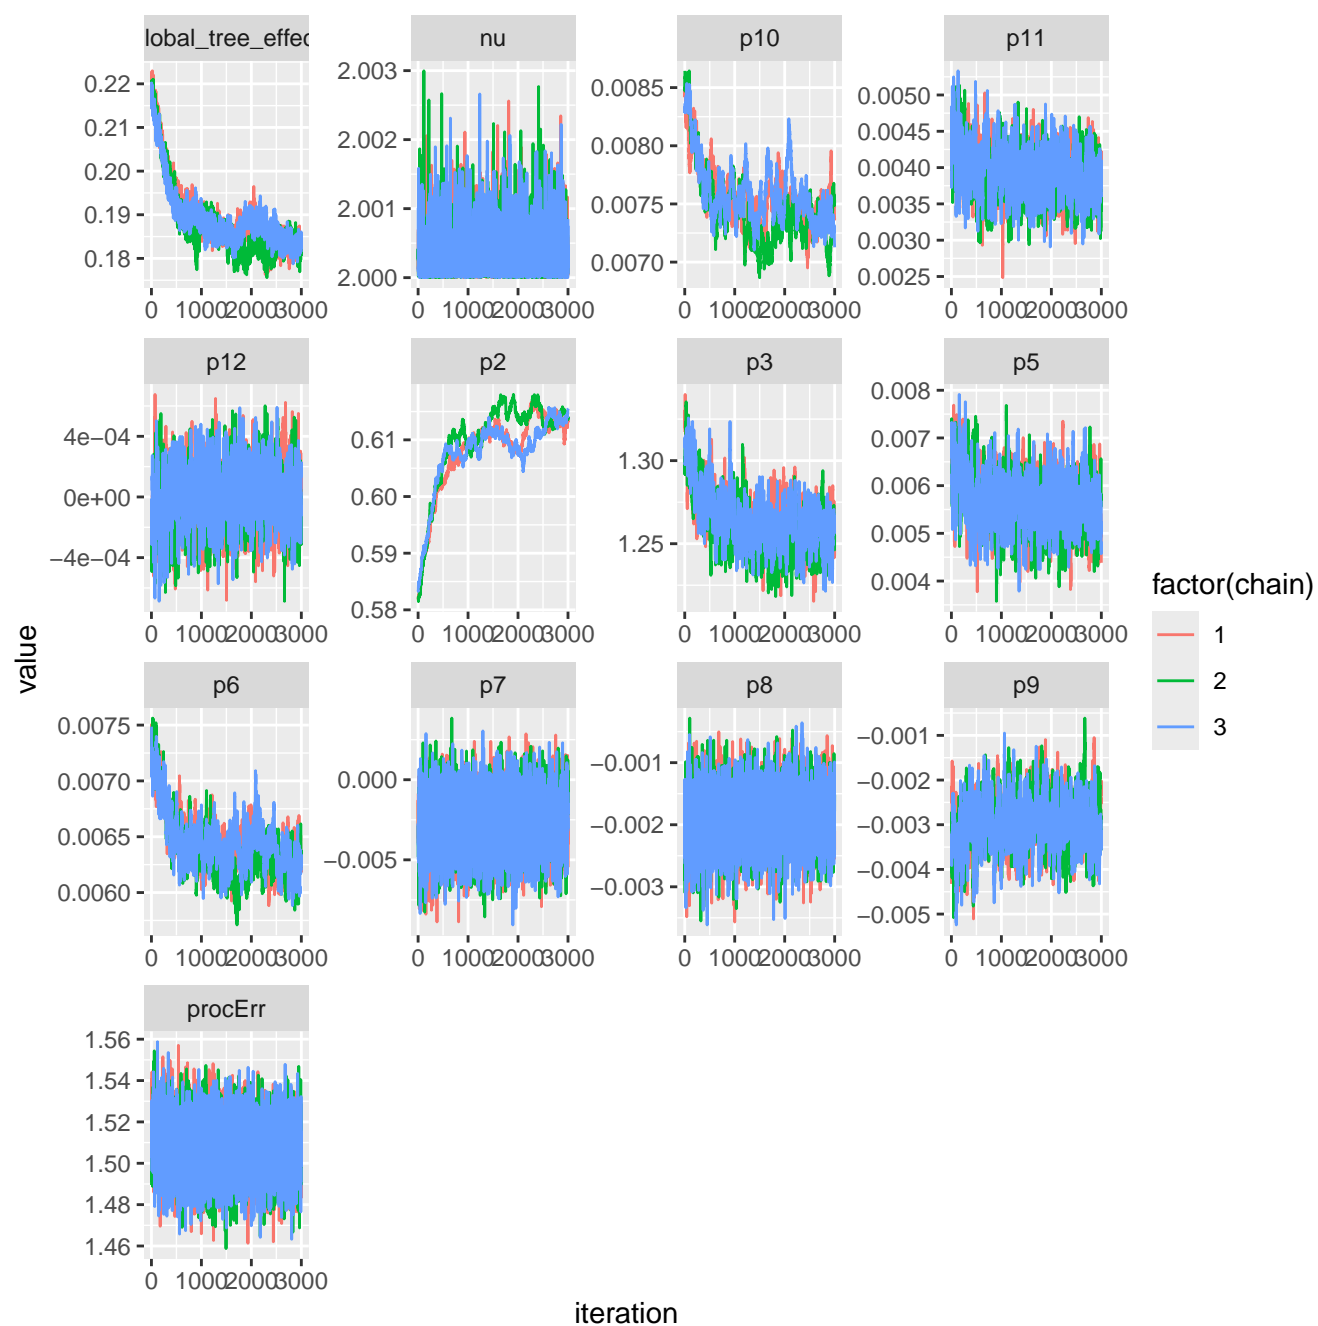 lobal_tree_effec
nu
p10
p11
0.22
0.21
0.20
0.19
0.18
2.003
2.002
2.001
2.000
0.0085
0.0080
0.0075
0.0070
0.0050
0.0045
0.0040
0.0035
0.0030
0.0025
0 1000 2000 3000
0 1000 2000 3000
0 1000 2000 3000
0 1000 2000 3000
p12
p2
p3
p5
4e−04
0e+00
−4e−04
0.61
0.60
0.59
0.58
1.30
1.25
0.008
0.007
0.006
0.005
0.004
0 1000 2000 3000
0 1000 2000 3000
0 1000 2000 3000
0 1000 2000 3000
p6
p7
p8
p9
0.0075
0.0070
0.0065
0.0060
0.000
−0.005
−0.001
−0.002
−0.003
−0.001
−0.002
−0.003
−0.004
−0.005
0 1000 2000 3000
0 1000 2000 3000
0 1000 2000 3000
0 1000 2000 3000
procErr
1.56
1.54
1.52
1.50
1.48
1.46
0 1000 2000 3000
value
iteration
factor(chain)
1
2
3